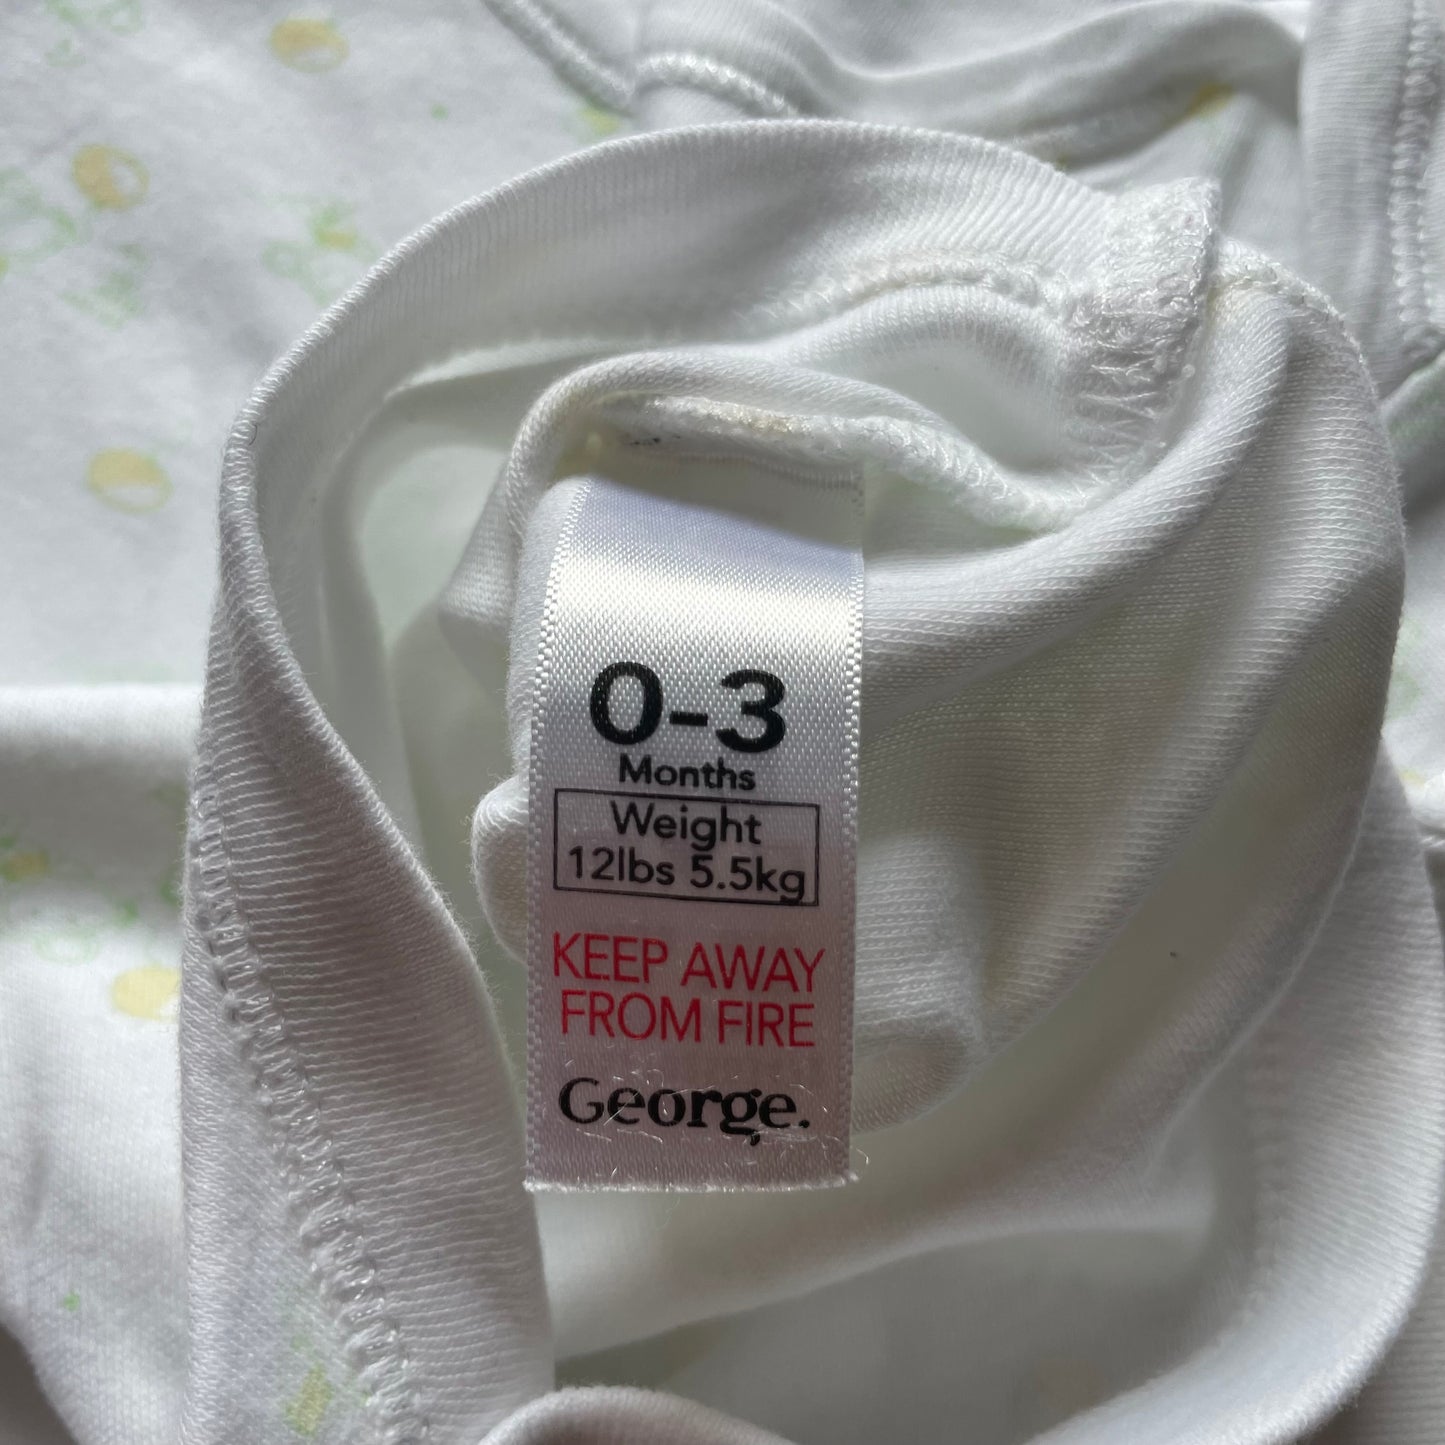 0-3
Months
Weight
12lbs 5.5kg
KEEP AWAY
FROM FIRE
George.